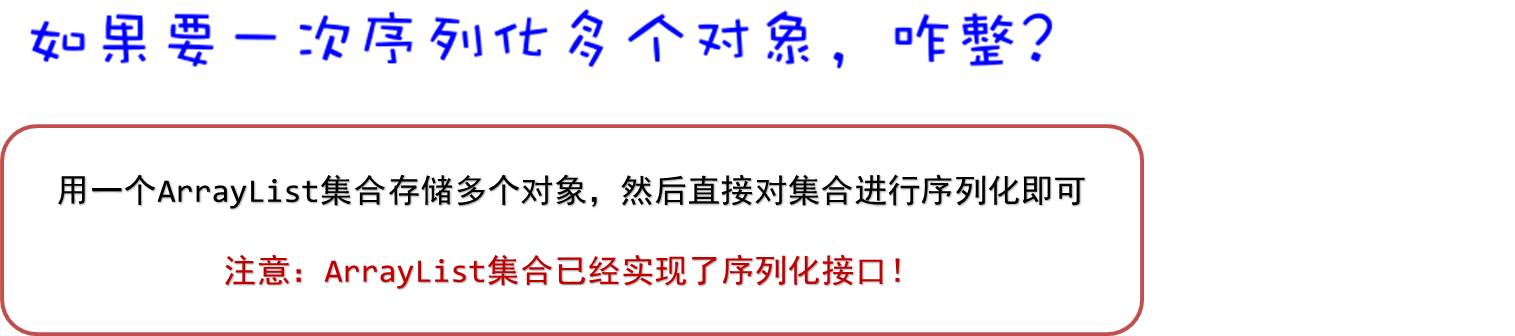 如果要一次序列化多个对象，咋整？
用一个ArrayList集合存储多个对象，然后直接对集合进行序列化即可
注意：ArrayList集合已经实现了序列化接口！